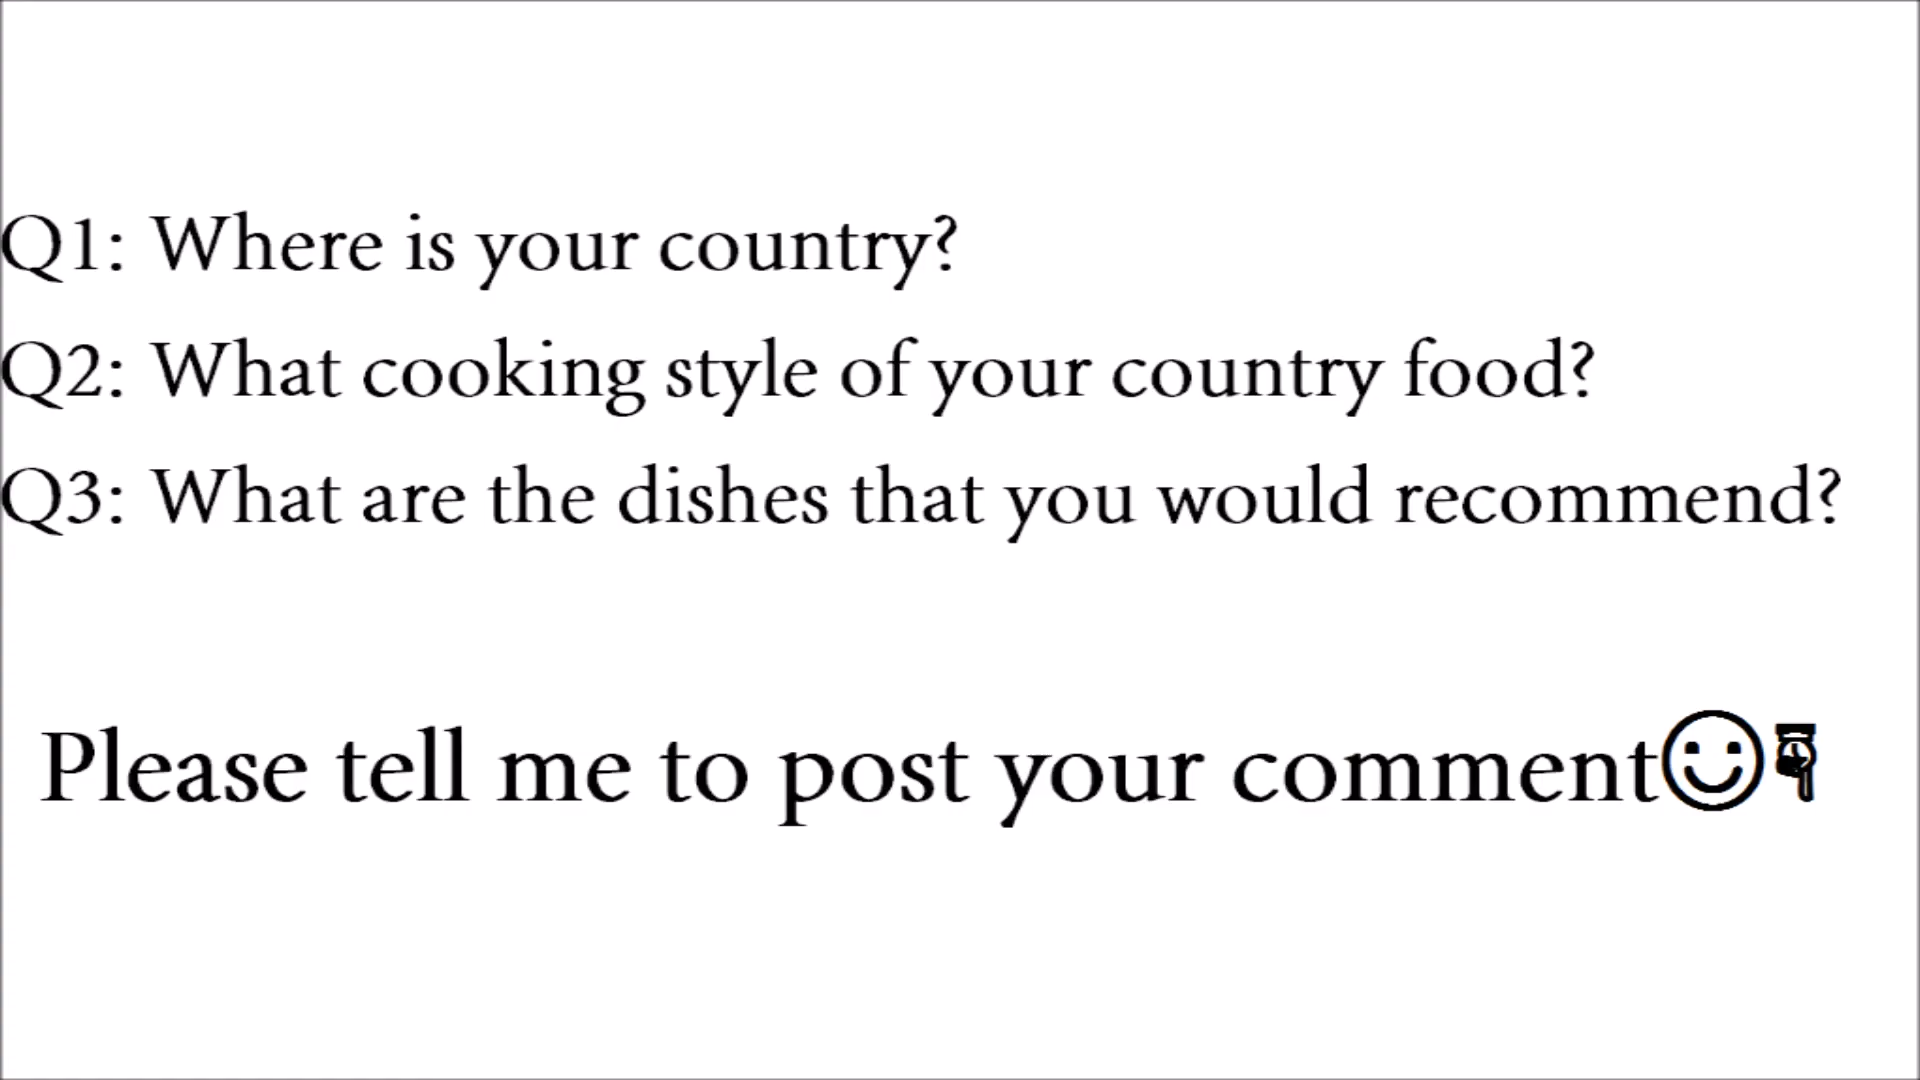 Q1: Where is your country?
Q2: What cooking style of your country food?
Q3: What are the dishes that you would recommend?
Please tell me to post your comment☺👇